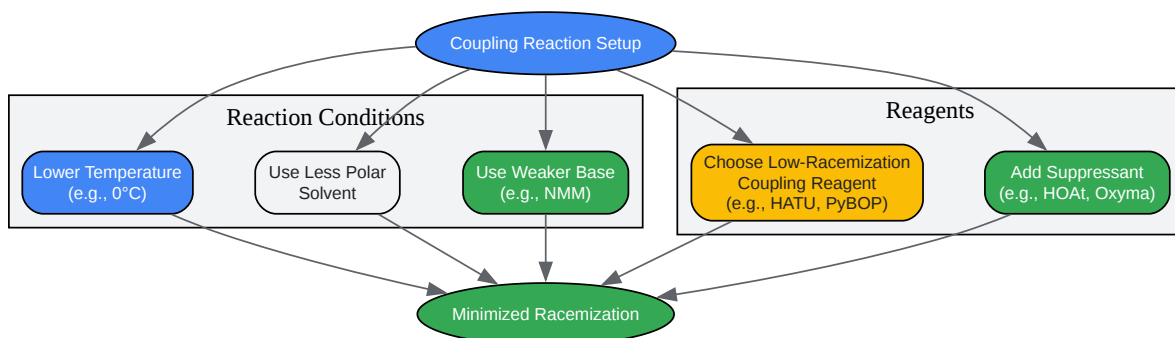 Coupling Reaction Setup
Reaction Conditions
Reagents
Lower Temperature
(e.g., 0°C)
Use Less Polar
Solvent
Use Weaker Base
(e.g., NMM)
Choose Low-Racemization
Coupling Reagent
(e.g., HATU, PyBOP)
Add Suppressant
(e.g., HOAt, Oxyma)
Minimized Racemization